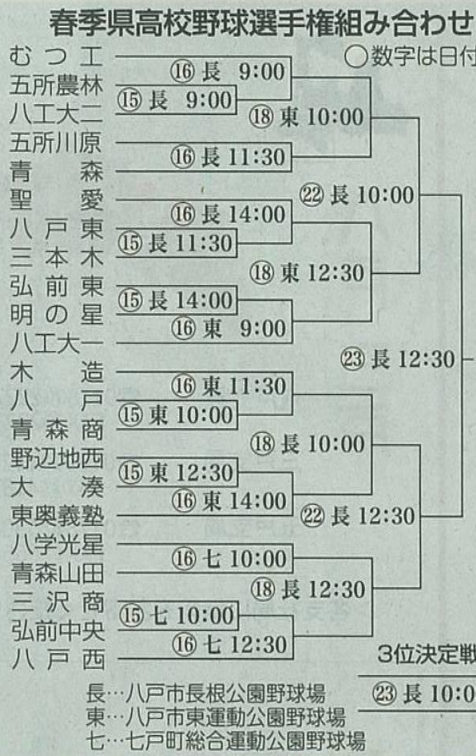 春季県高校野球選手権組み合わせ
○数字は日付
むつ工
⑯長 9:00
五所農林
⑮長 9:00
八工大二
⑱東 10:00
五所川原
⑯長 11:30
青森
㉒長 10:00
聖愛
⑯長 14:00
八戸東
⑮長 11:30
三本木
⑱東 12:30
弘前東
⑮長 14:00
明の星
⑯東 9:00
八工大一
㉓長 12:30
木造
⑯東 11:30
八戸
⑮東 10:00
青森商
⑱長 10:00
野辺地西
⑮東 12:30
大湊
⑯東 14:00
東奥義塾
㉒長 12:30
八学光星
⑯七 10:00
青森山田
⑱長 12:30
三沢商
⑮七 10:00
弘前中央
⑯七 12:30
八戸西
3位決定戦
㉓長 10:0
長…八戸市長根公園野球場
東…八戸市東運動公園野球場
七…七戸町総合運動公園野球場